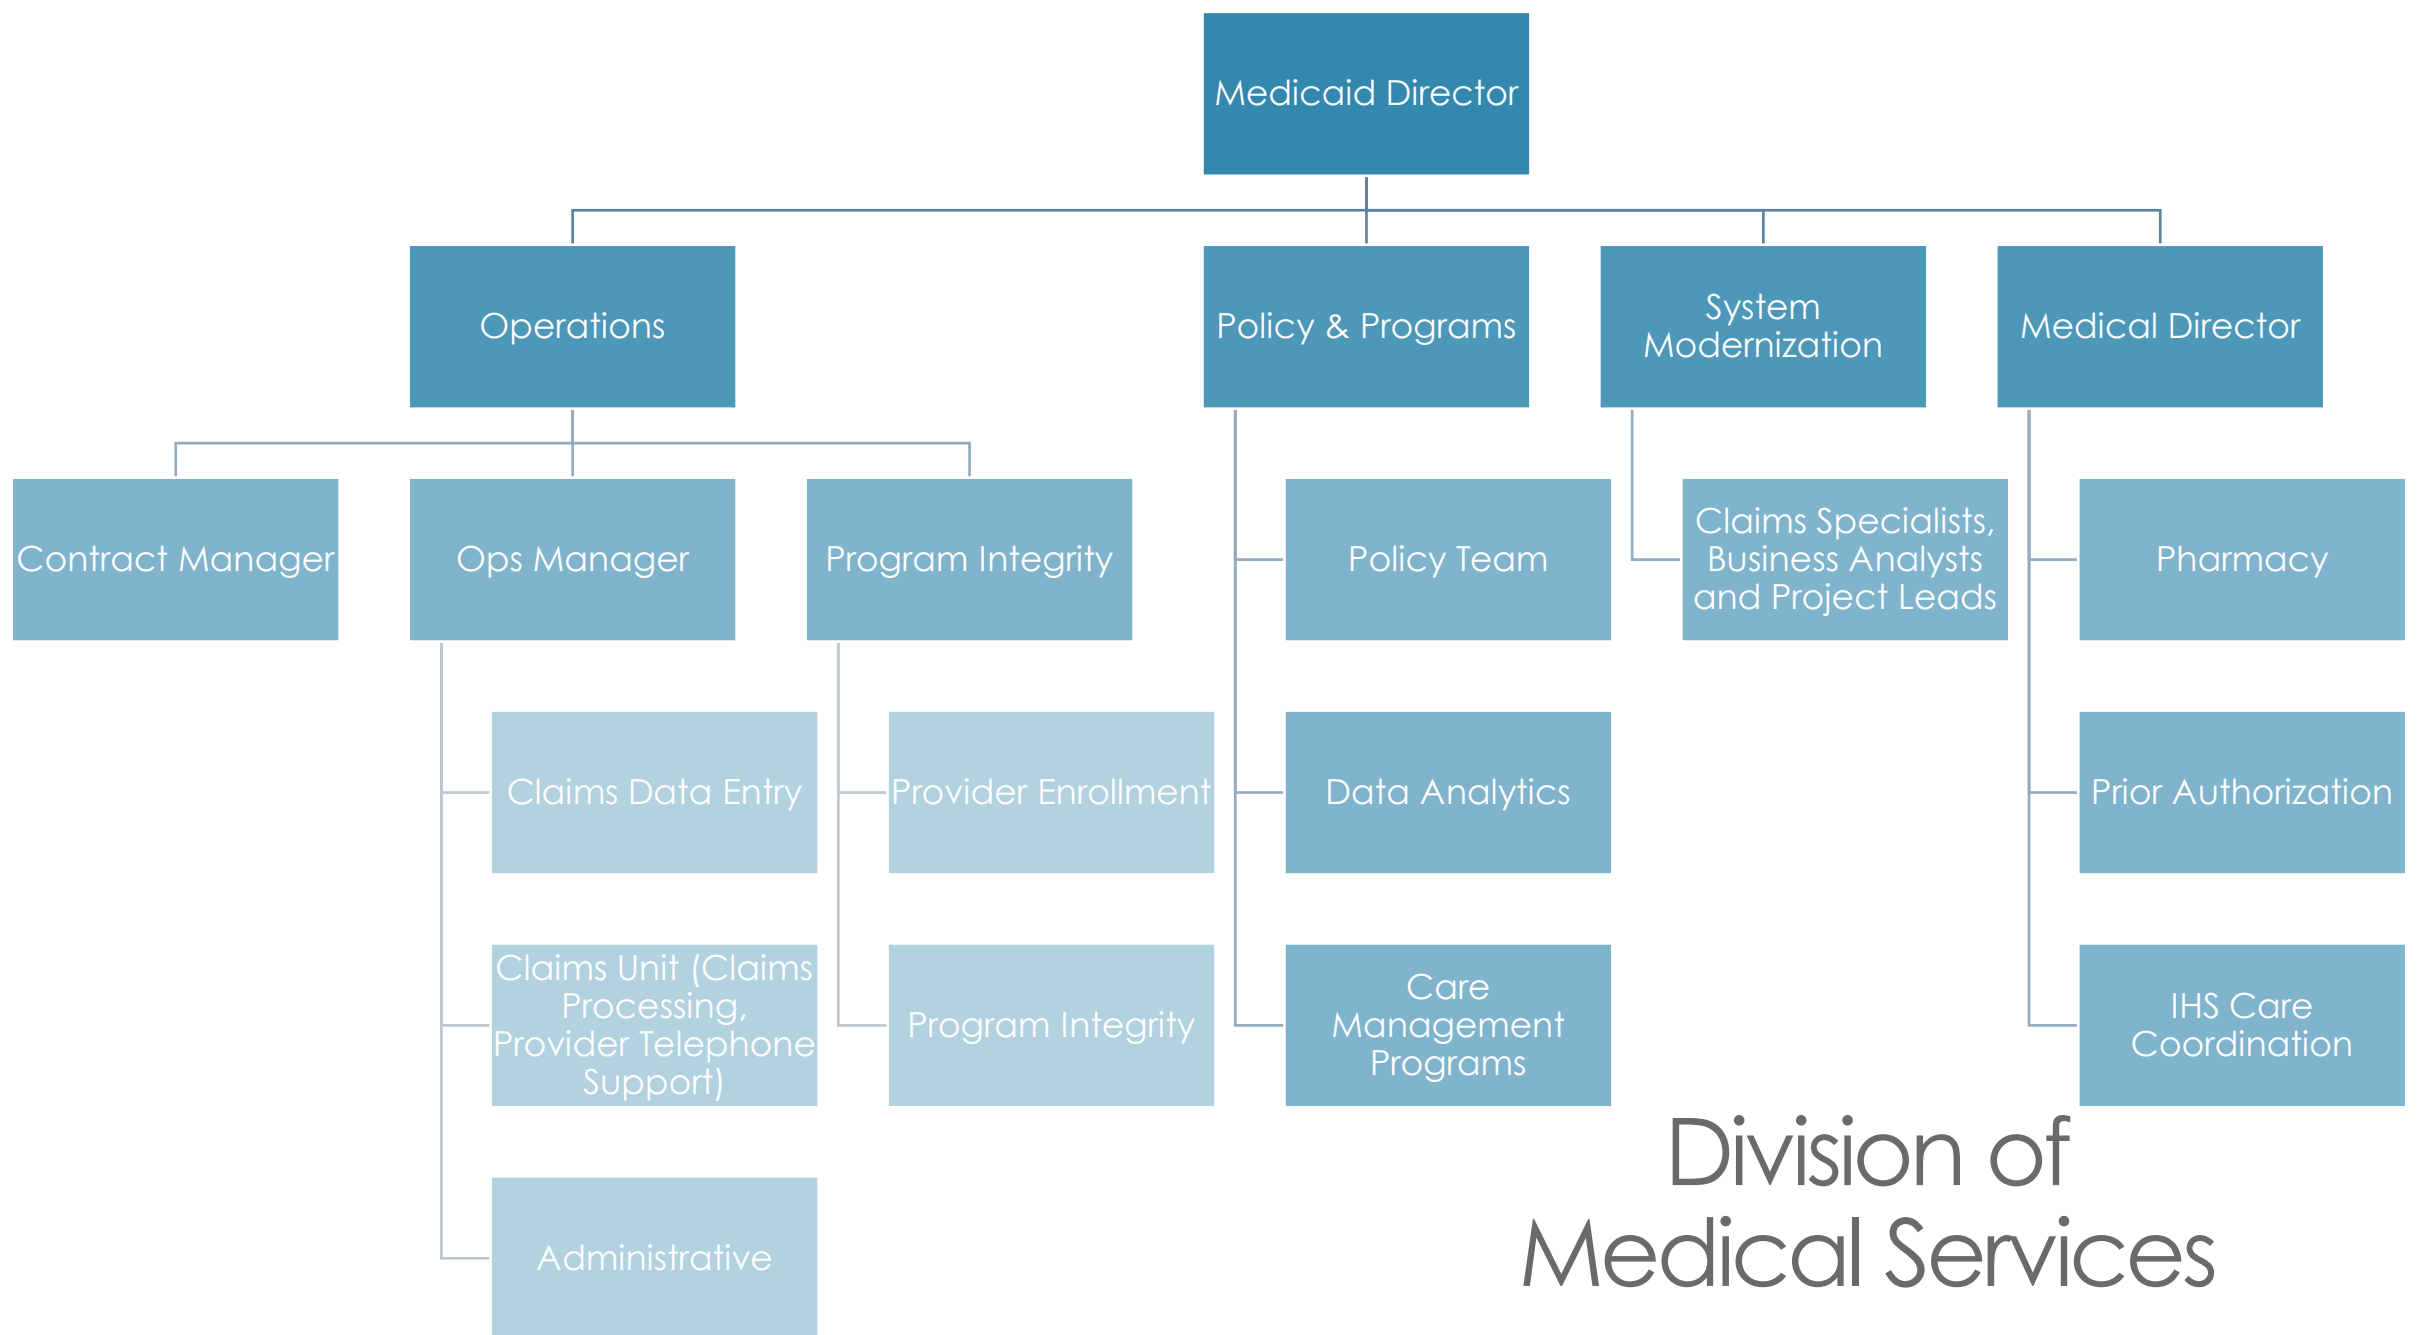 Medicaid Director
Operations
Policy & Programs
System
Modernization
Medical Director
Contract Manager
Ops Manager
Program Integrity
Policy Team
Claims Specialists,
Business Analysts
and Project Leads
Pharmacy
Claims Data Entry
Provider Enrollment
Data Analytics
Prior Authorization
Claims Unit (Claims
Processing,
Provider Telephone
Support)
Program Integrity
Care
Management
Programs
IHS Care
Coordination
Administrative
Division of
Medical Services